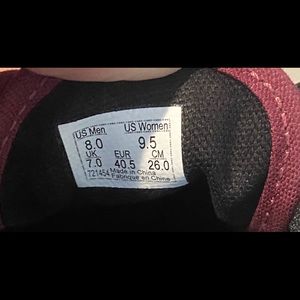 US Men US Women
8.0 9.5
UK EUR CM
7.0 40.5 26.0
721454 Made in China
Fabriqué en Chine